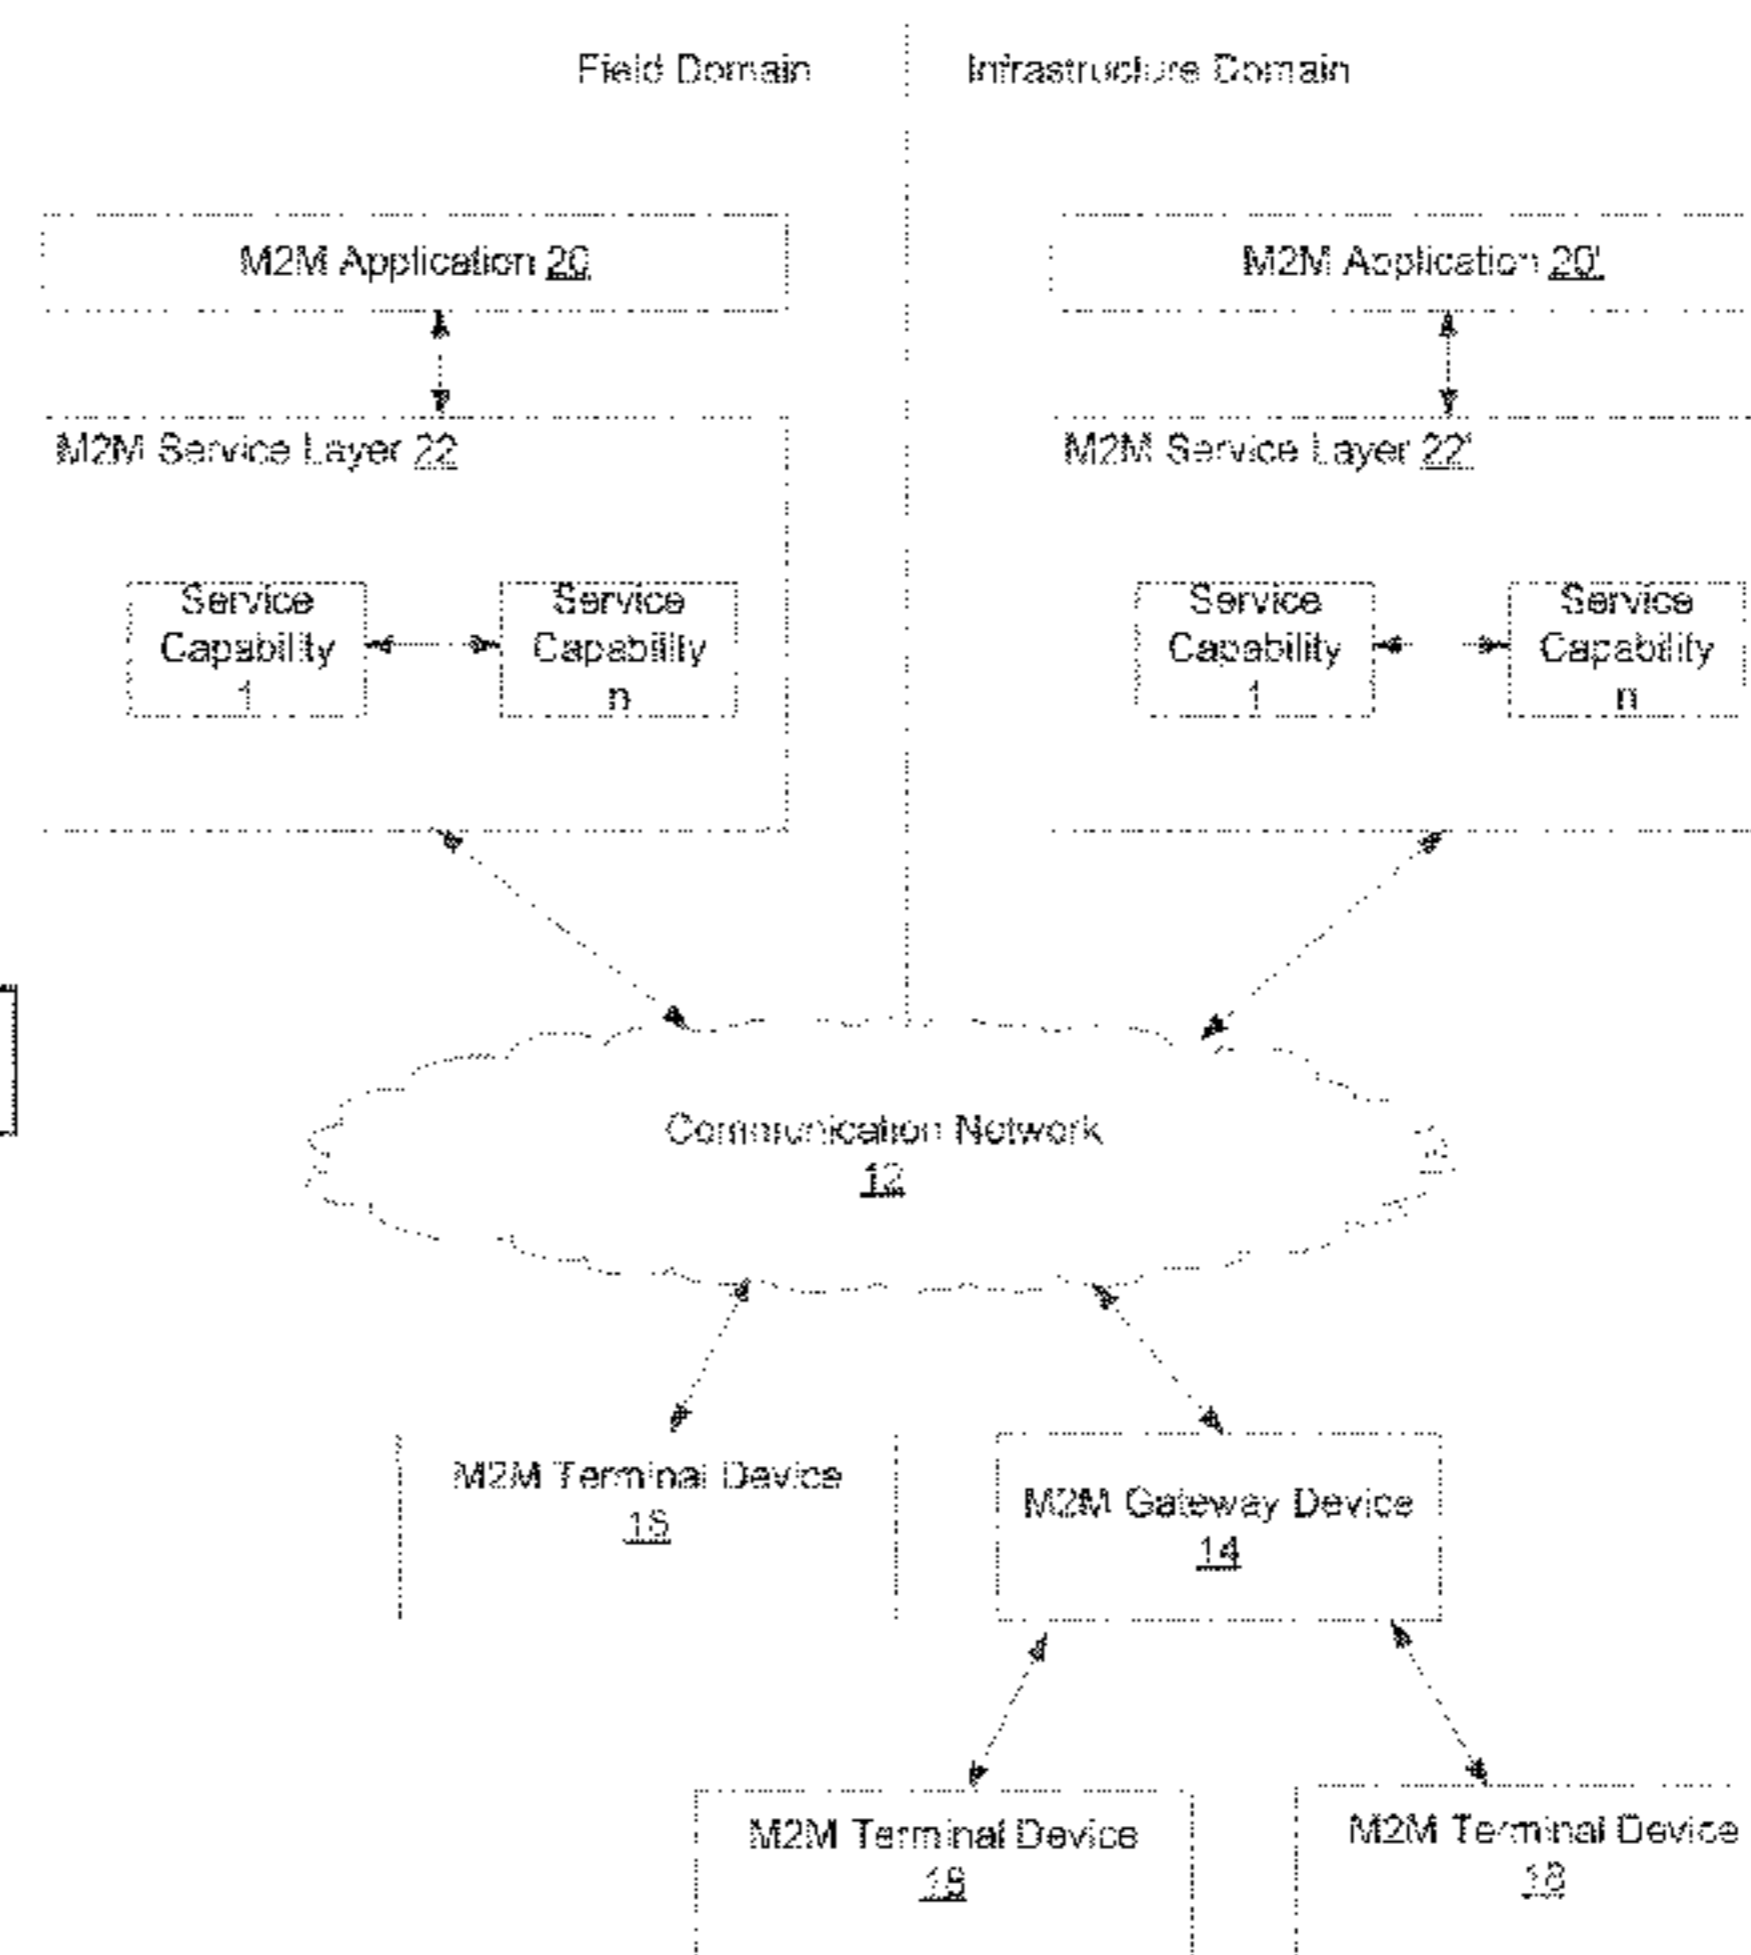 Field Domain
Infrastructure Domain
M2M Application 20
M2M Application 20'
M2M Service Layer 22
M2M Service Layer 22'
Service
Capability
1
Service
Capability
n
Service
Capability
1
Service
Capability
n
Communication Network
12
M2M Terminal Device
M2M Gateway Device
14
M2M Terminal Device
M2M Terminal Device
18